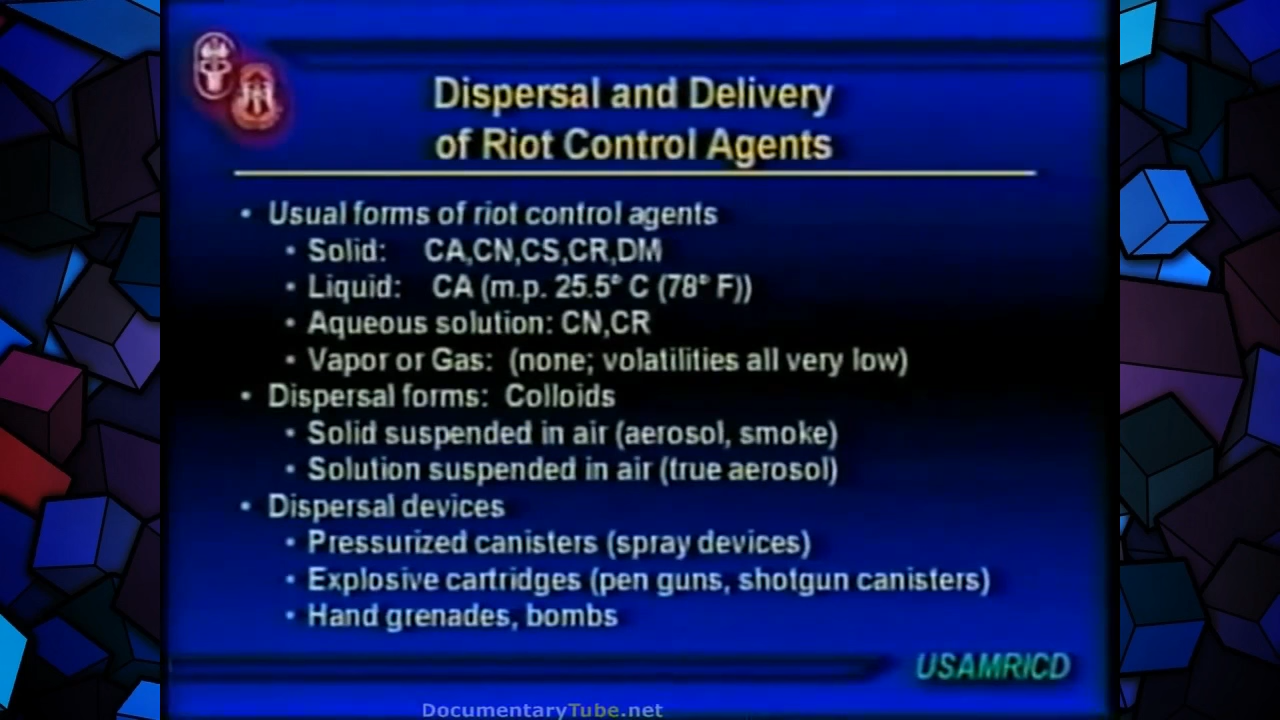 Dispersal and Delivery
of Riot Control Agents
• Usual forms of riot control agents
• Solid: CA,CN,CS,CR,DM
• Liquid: CA (m.p. 25.5° C (78° F))
• Aqueous solution: CN,CR
• Vapor or Gas: (none; volatilities all very low)
• Dispersal forms: Colloids
• Solid suspended in air (aerosol, smoke)
• Solution suspended in air (true aerosol)
• Dispersal devices
• Pressurized canisters (spray devices)
• Explosive cartridges (pen guns, shotgun canisters)
• Hand grenades, bombs
USAMRICD
DocumentaryTube.net